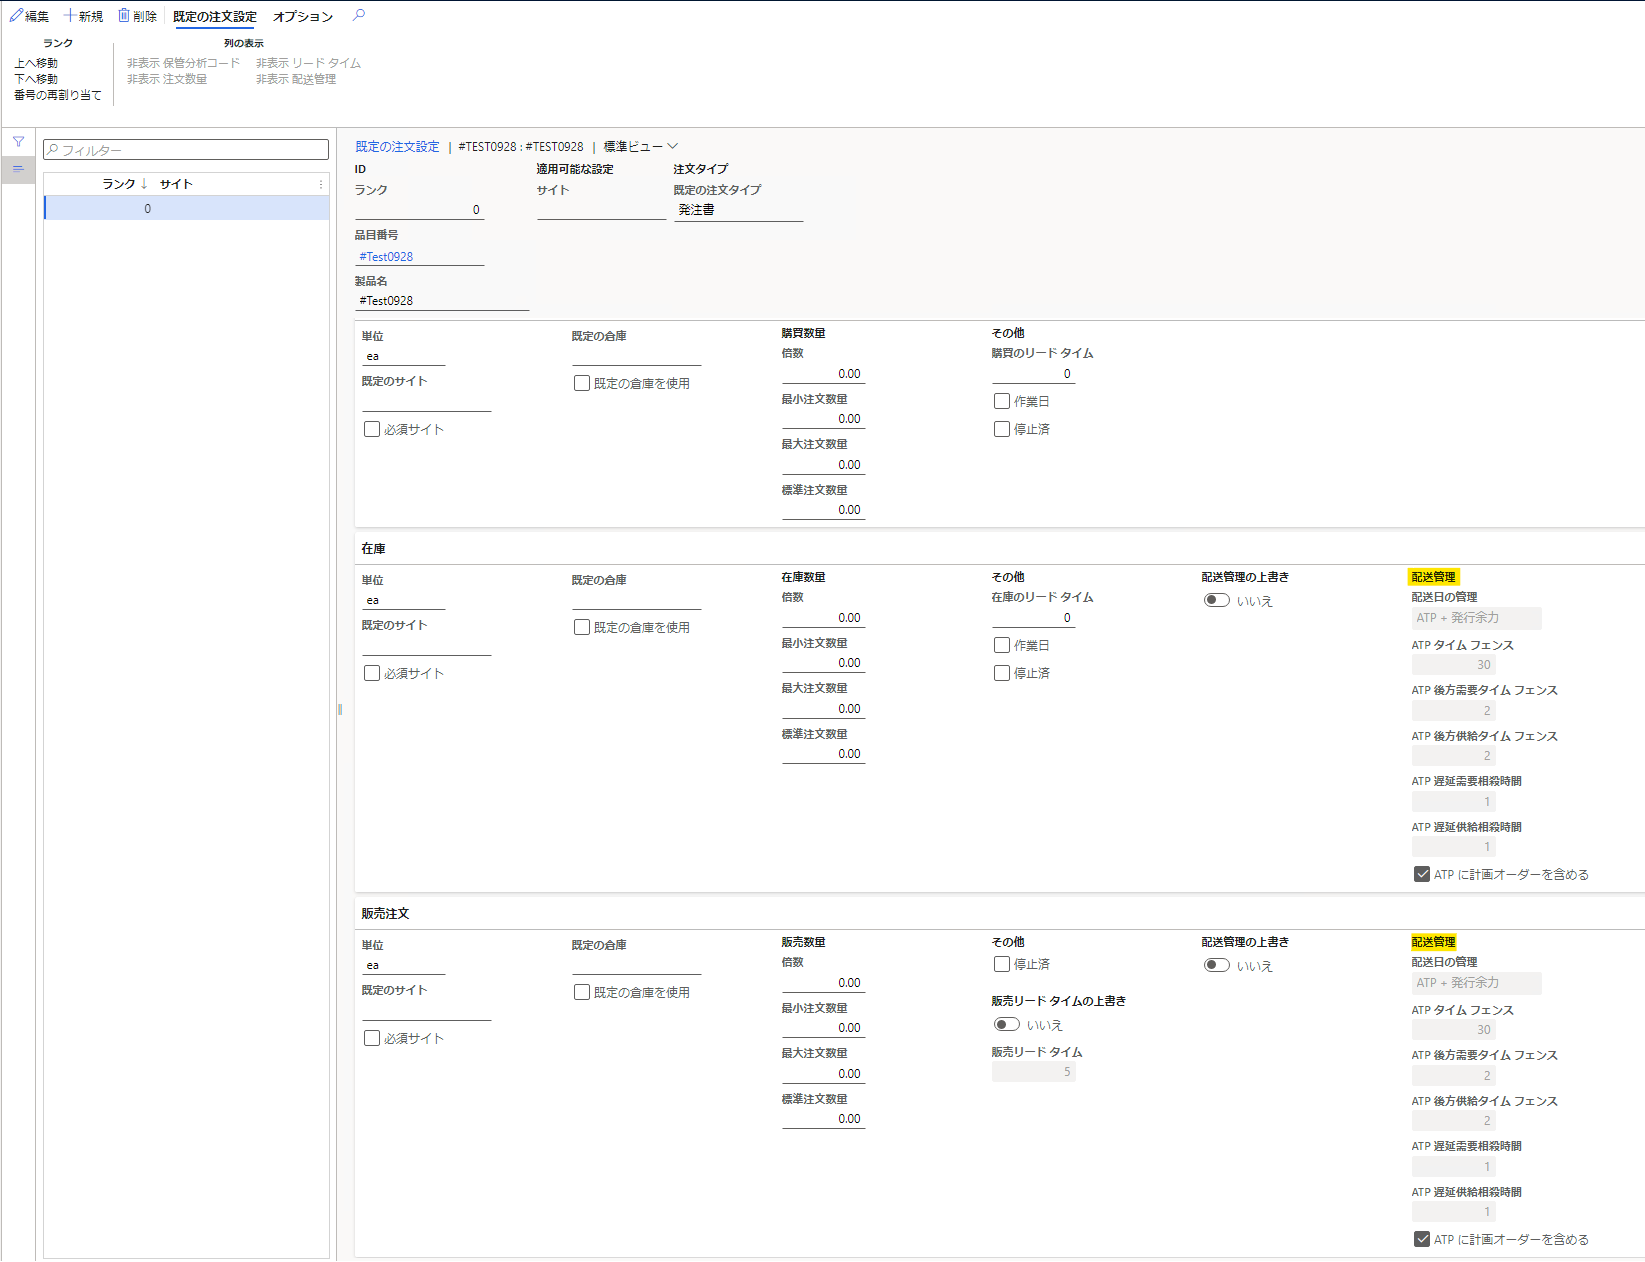 編集 新規 削除 既定の注文設定 オプション
ランク
上へ移動
下へ移動
番号の再割り当て
列の表示
非表示 保管分析コード 非表示 リード タイム
非表示 注文数量 非表示 配送管理
フィルター
ランク ↓ サイト
0
既定の注文設定 | #TEST0928 : #TEST0928 | 標準ビュー
ID
ランク
0
品目番号
#Test0928
製品名
#Test0928
適用可能な設定
サイト
注文タイプ
既定の注文タイプ
発注書
単位
ea
既定のサイト
必須サイト
既定の倉庫
既定の倉庫を使用
購買数量
倍数
0.00
最小注文数量
0.00
最大注文数量
0.00
標準注文数量
0.00
その他
購買のリード タイム
0
作業日
停止済
在庫
単位
ea
既定のサイト
必須サイト
既定の倉庫
既定の倉庫を使用
在庫数量
倍数
0.00
最小注文数量
0.00
最大注文数量
0.00
標準注文数量
0.00
その他
在庫のリード タイム
0
作業日
停止済
配送管理の上書き
いいえ
配送管理
配送日の管理
ATP + 発行余力
ATP タイム フェンス
30
ATP 後方需要タイム フェンス
2
ATP 後方供給タイム フェンス
2
ATP 遅延需要相殺時間
1
ATP 遅延供給相殺時間
1
ATP に計画オーダーを含める
販売注文
単位
ea
既定のサイト
必須サイト
既定の倉庫
既定の倉庫を使用
販売数量
倍数
0.00
最小注文数量
0.00
最大注文数量
0.00
標準注文数量
0.00
その他
停止済
販売リード タイムの上書き
いいえ
販売リード タイム
5
配送管理の上書き
いいえ
配送管理
配送日の管理
ATP + 発行余力
ATP タイム フェンス
30
ATP 後方需要タイム フェンス
2
ATP 後方供給タイム フェンス
2
ATP 遅延需要相殺時間
1
ATP 遅延供給相殺時間
1
ATP に計画オーダーを含める